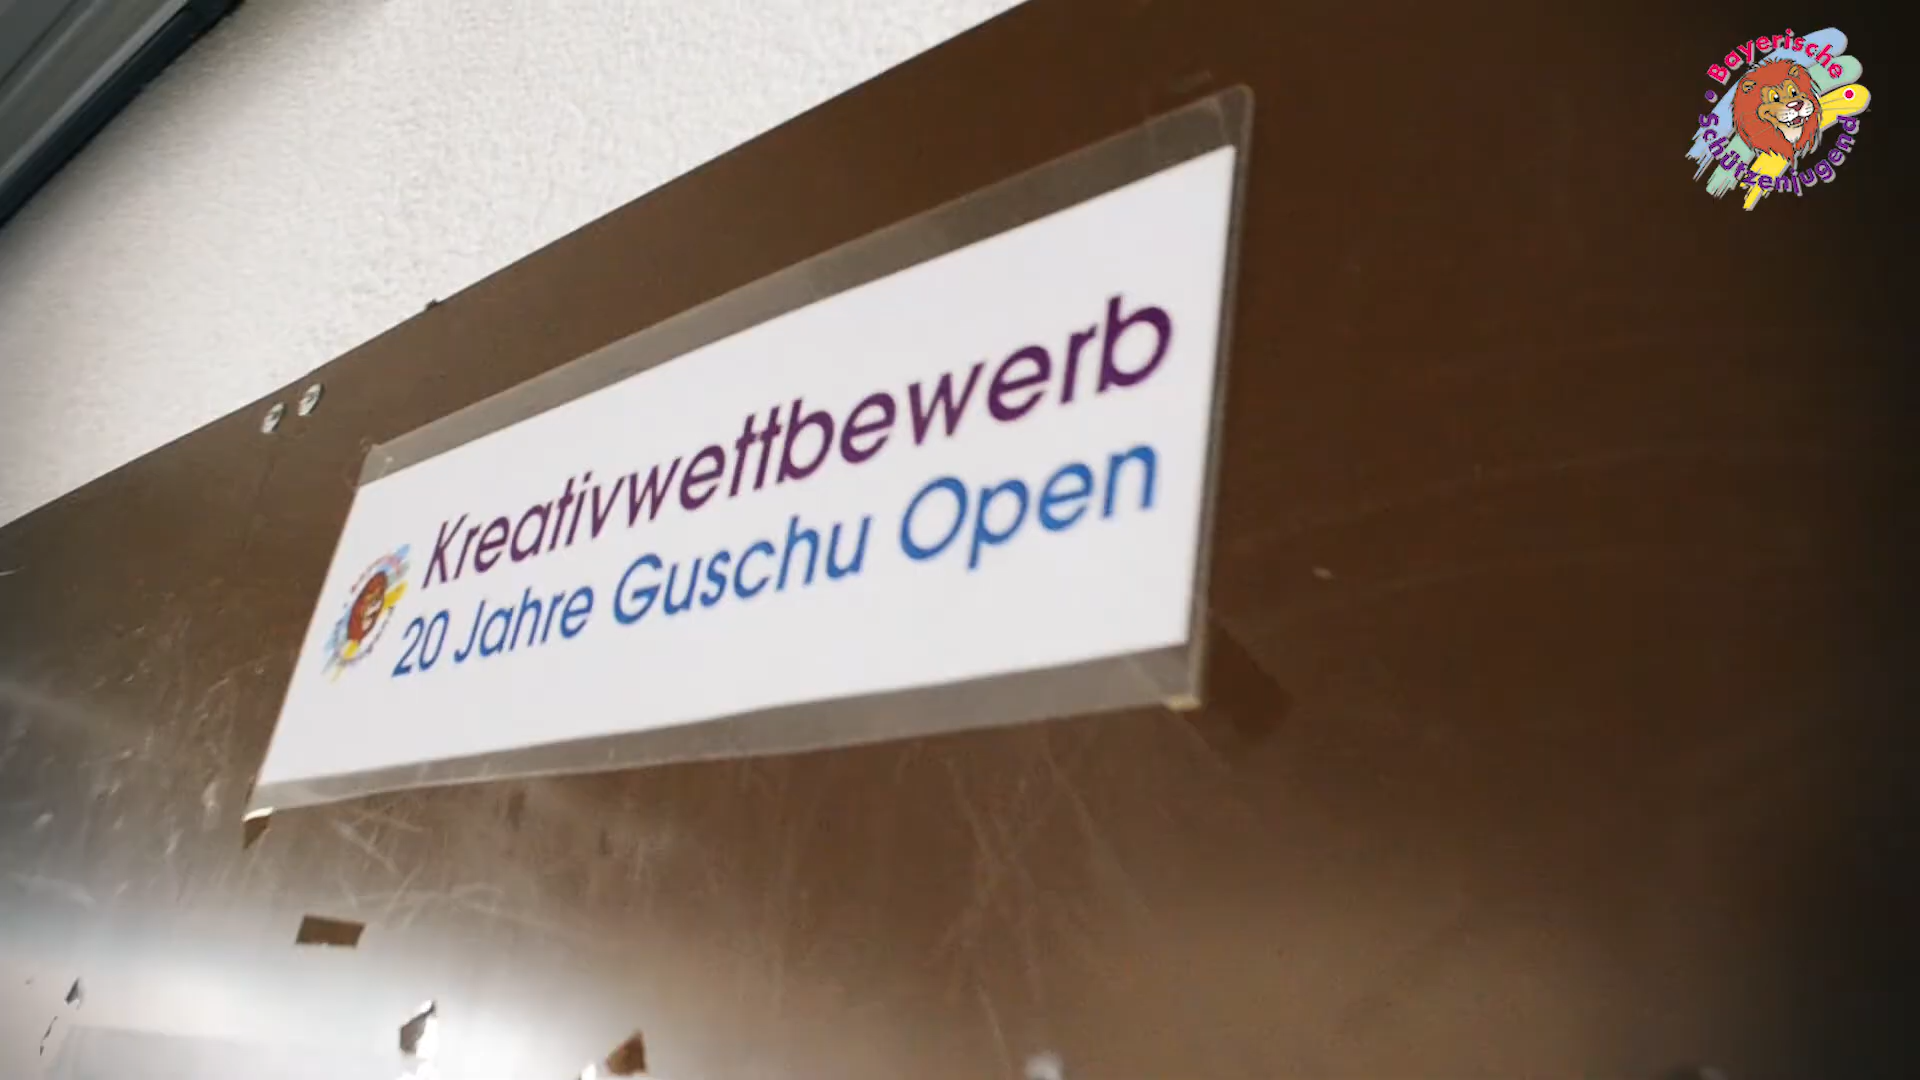 Bayerische
Schützenjugend
Kreativwettbewerb
20 Jahre Guschu Open